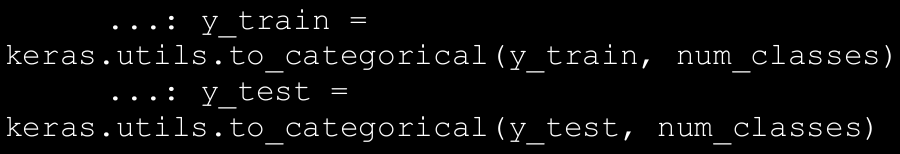 ...: y_train =
keras.utils.to_categorical(y_train, num_classes)
...: y_test =
keras.utils.to_categorical(y_test, num_classes)